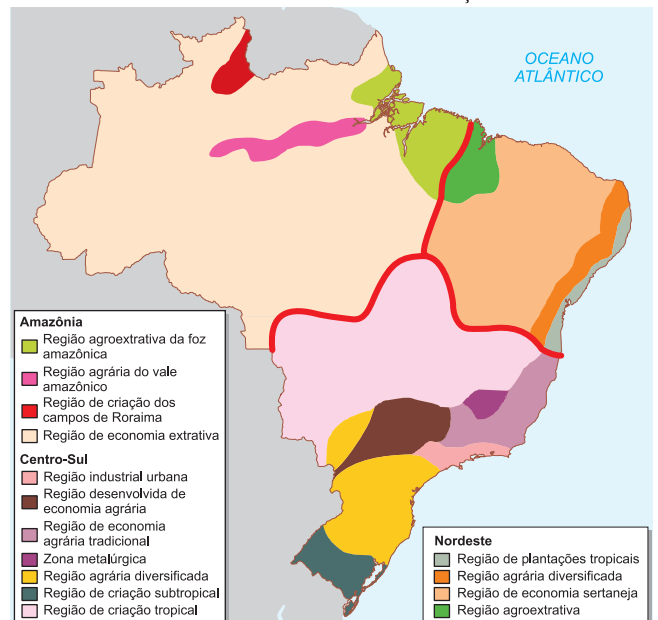 OCEANO
ATLÂNTICO
Amazônia
Região agroextrativa da foz
amazônica
Região agrária do vale
amazônico
Região de criação dos
campos de Roraima
Região de economia extrativa
Centro-Sul
Região industrial urbana
Região desenvolvida de
economia agrária
Região de economia
agrária tradicional
Zona metalúrgica
Região agrária diversificada
Região de criação subtropical
Região de criação tropical
Nordeste
Região de plantações tropicais
Região agrária diversificada
Região de economia sertaneja
Região agroextrativa